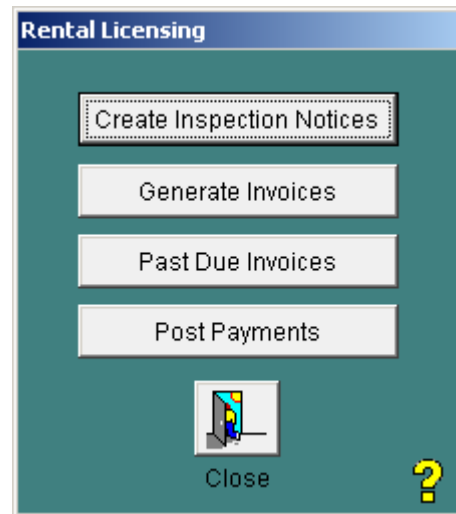 Rental Licensing
Create Inspection Notices
Generate Invoices
Past Due Invoices
Post Payments
Close
?